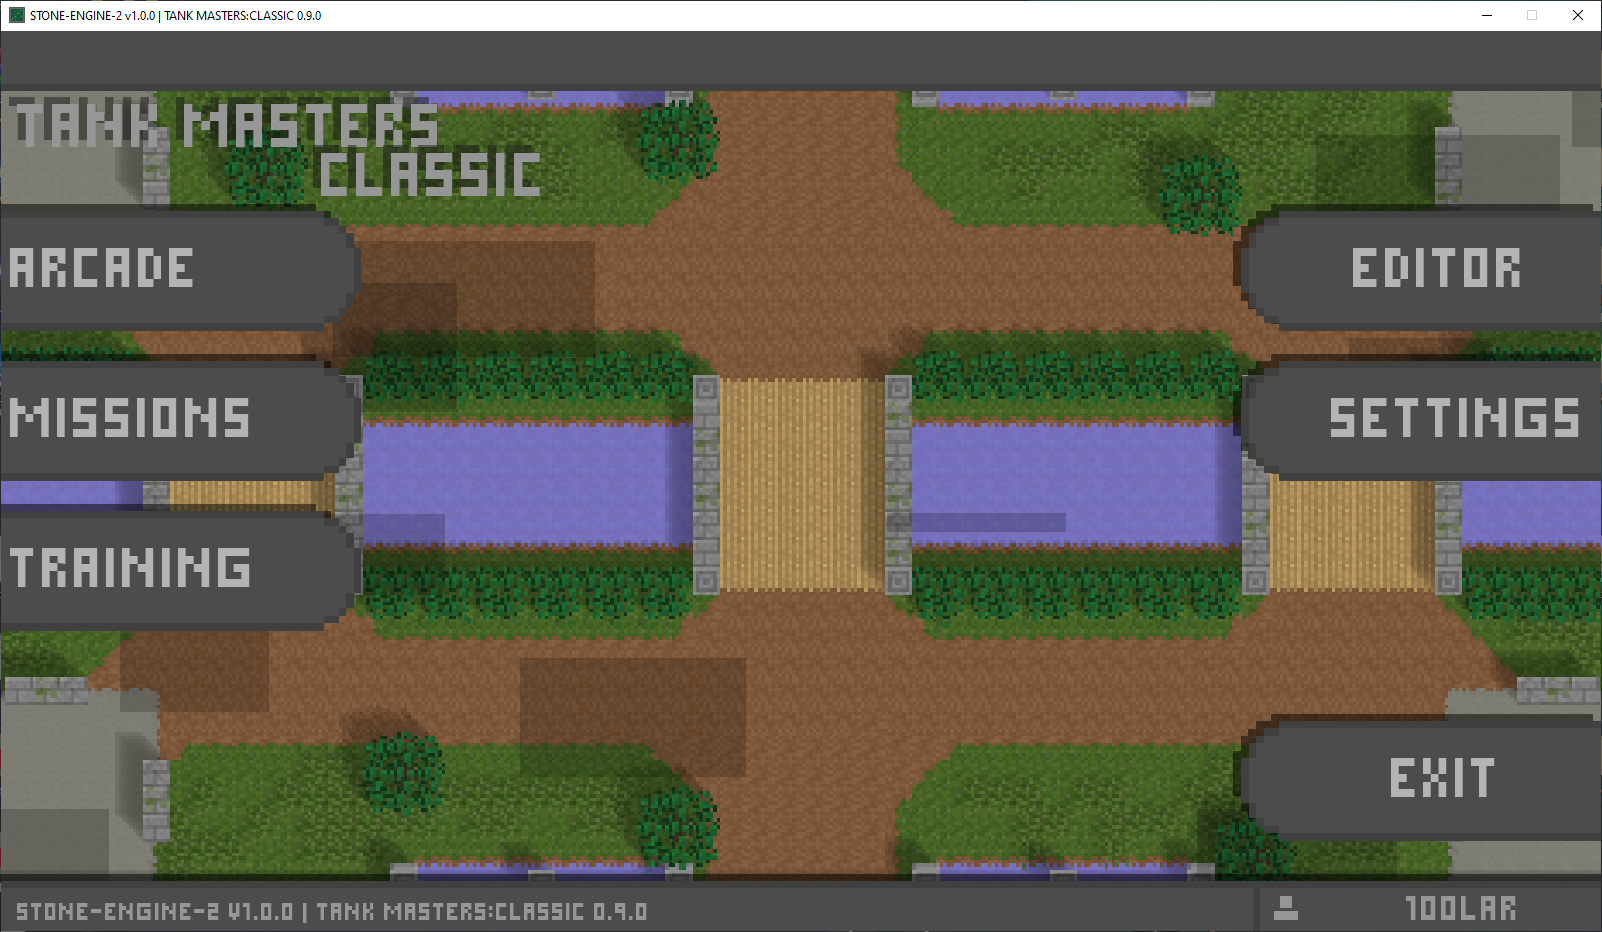 STONE-ENGINE-2 v1.0.0 | TANK MASTERS:CLASSIC 0.9.0
TANK MASTERS
CLASSIC
ARCADE
EDITOR
MISSIONS
SETTINGS
TRAINING
EXIT
STONE-ENGINE-2 V1.0.0 | TANK MASTERS:CLASSIC 0.9.0
100LAR